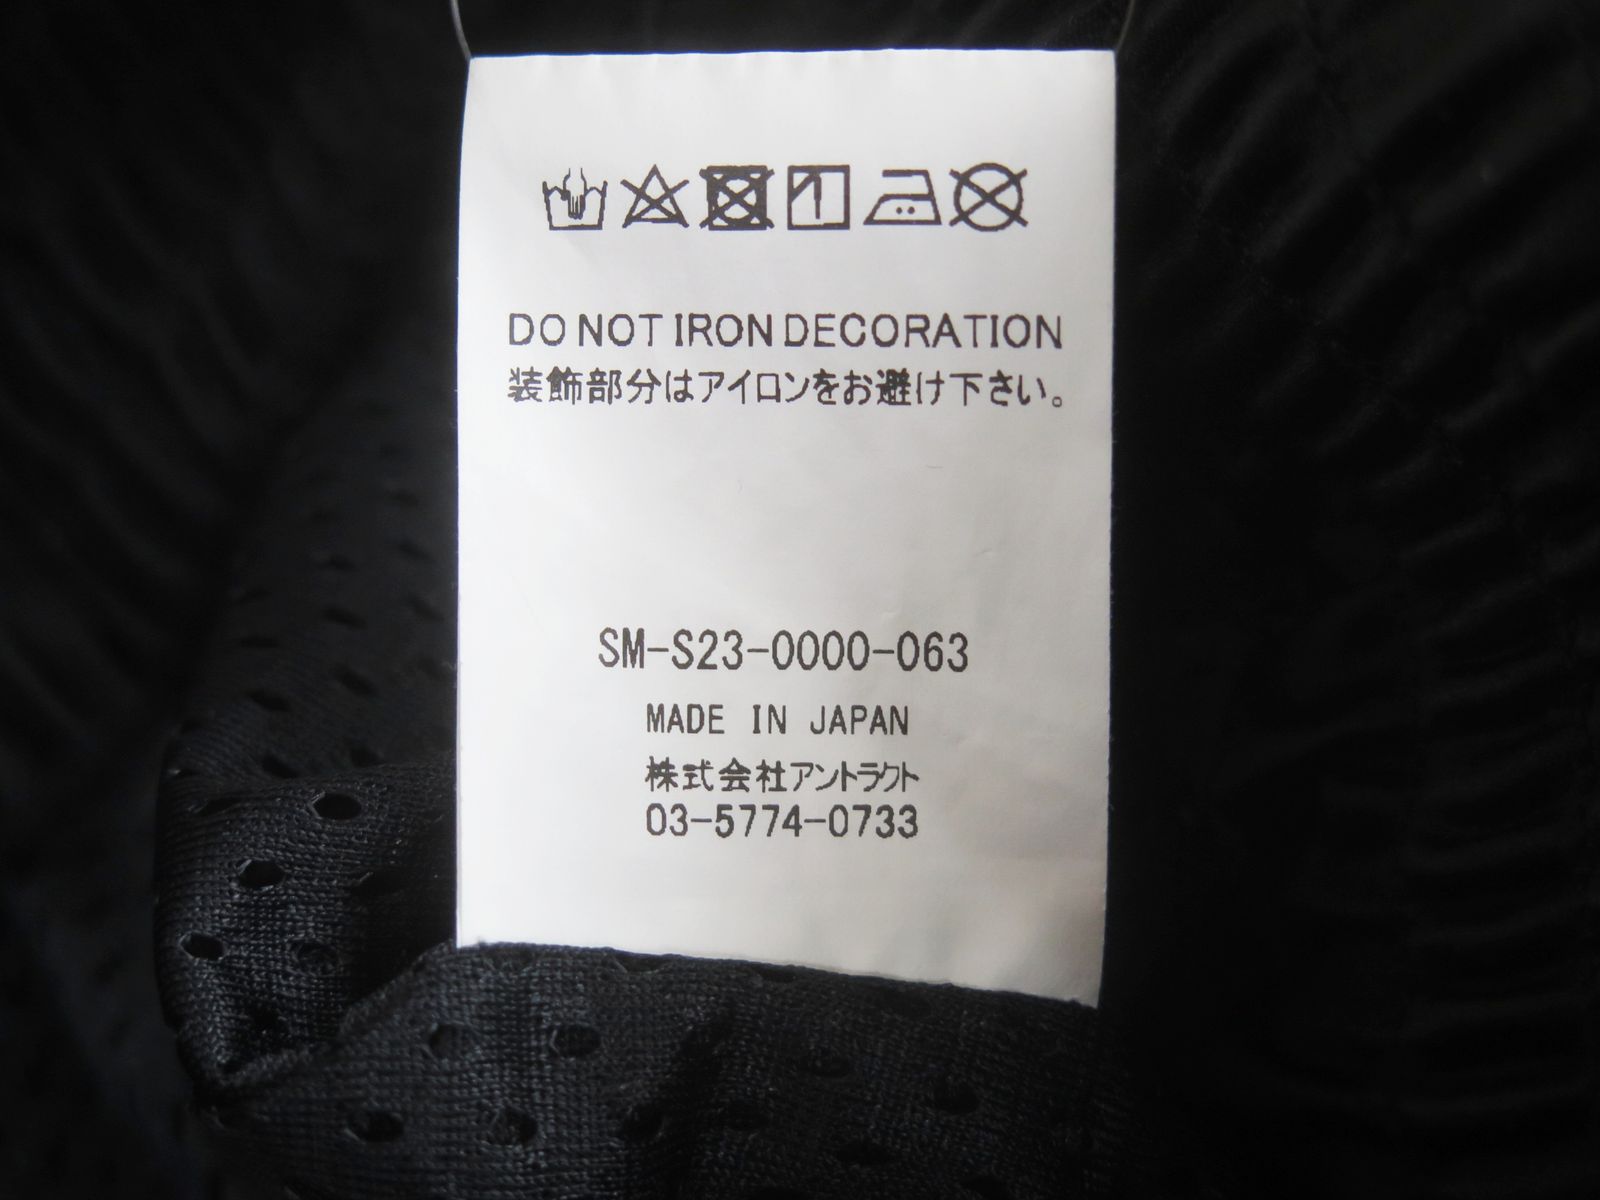 DO NOT IRON DECORATION
装飾部分はアイロンをお避け下さい。
SM-S23-0000-063
MADE IN JAPAN
株式会社アントラクト
03-5774-0733